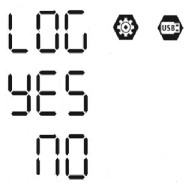 LOG USB
YES
NO